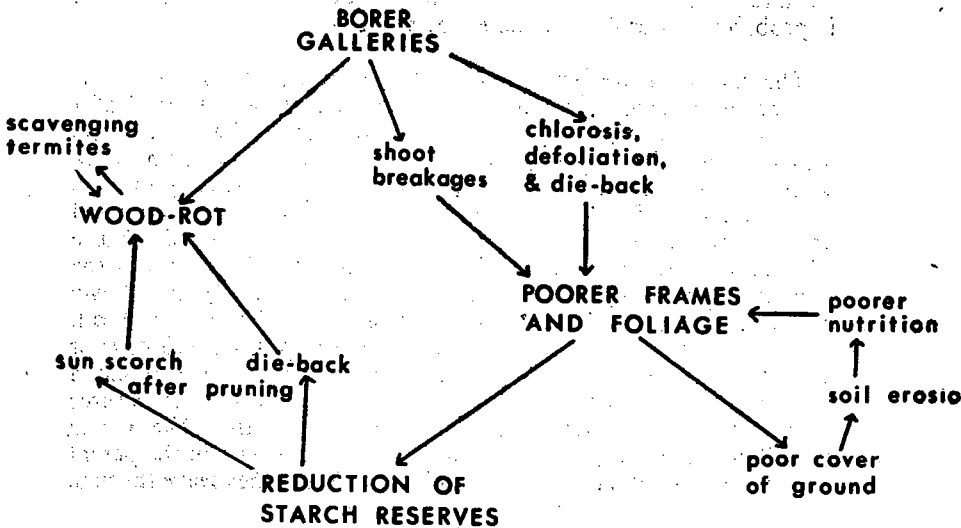 BORER
GALLERIES
scavenging
termites
shoot
breakages
chlorosis,
defoliation,
& die-back
WOOD-ROT
POORER FRAMES
AND FOLIAGE
poorer
nutrition
sun scorch die-back
after pruning
soil erosio
poor cover
of ground
REDUCTION OF
STARCH RESERVES